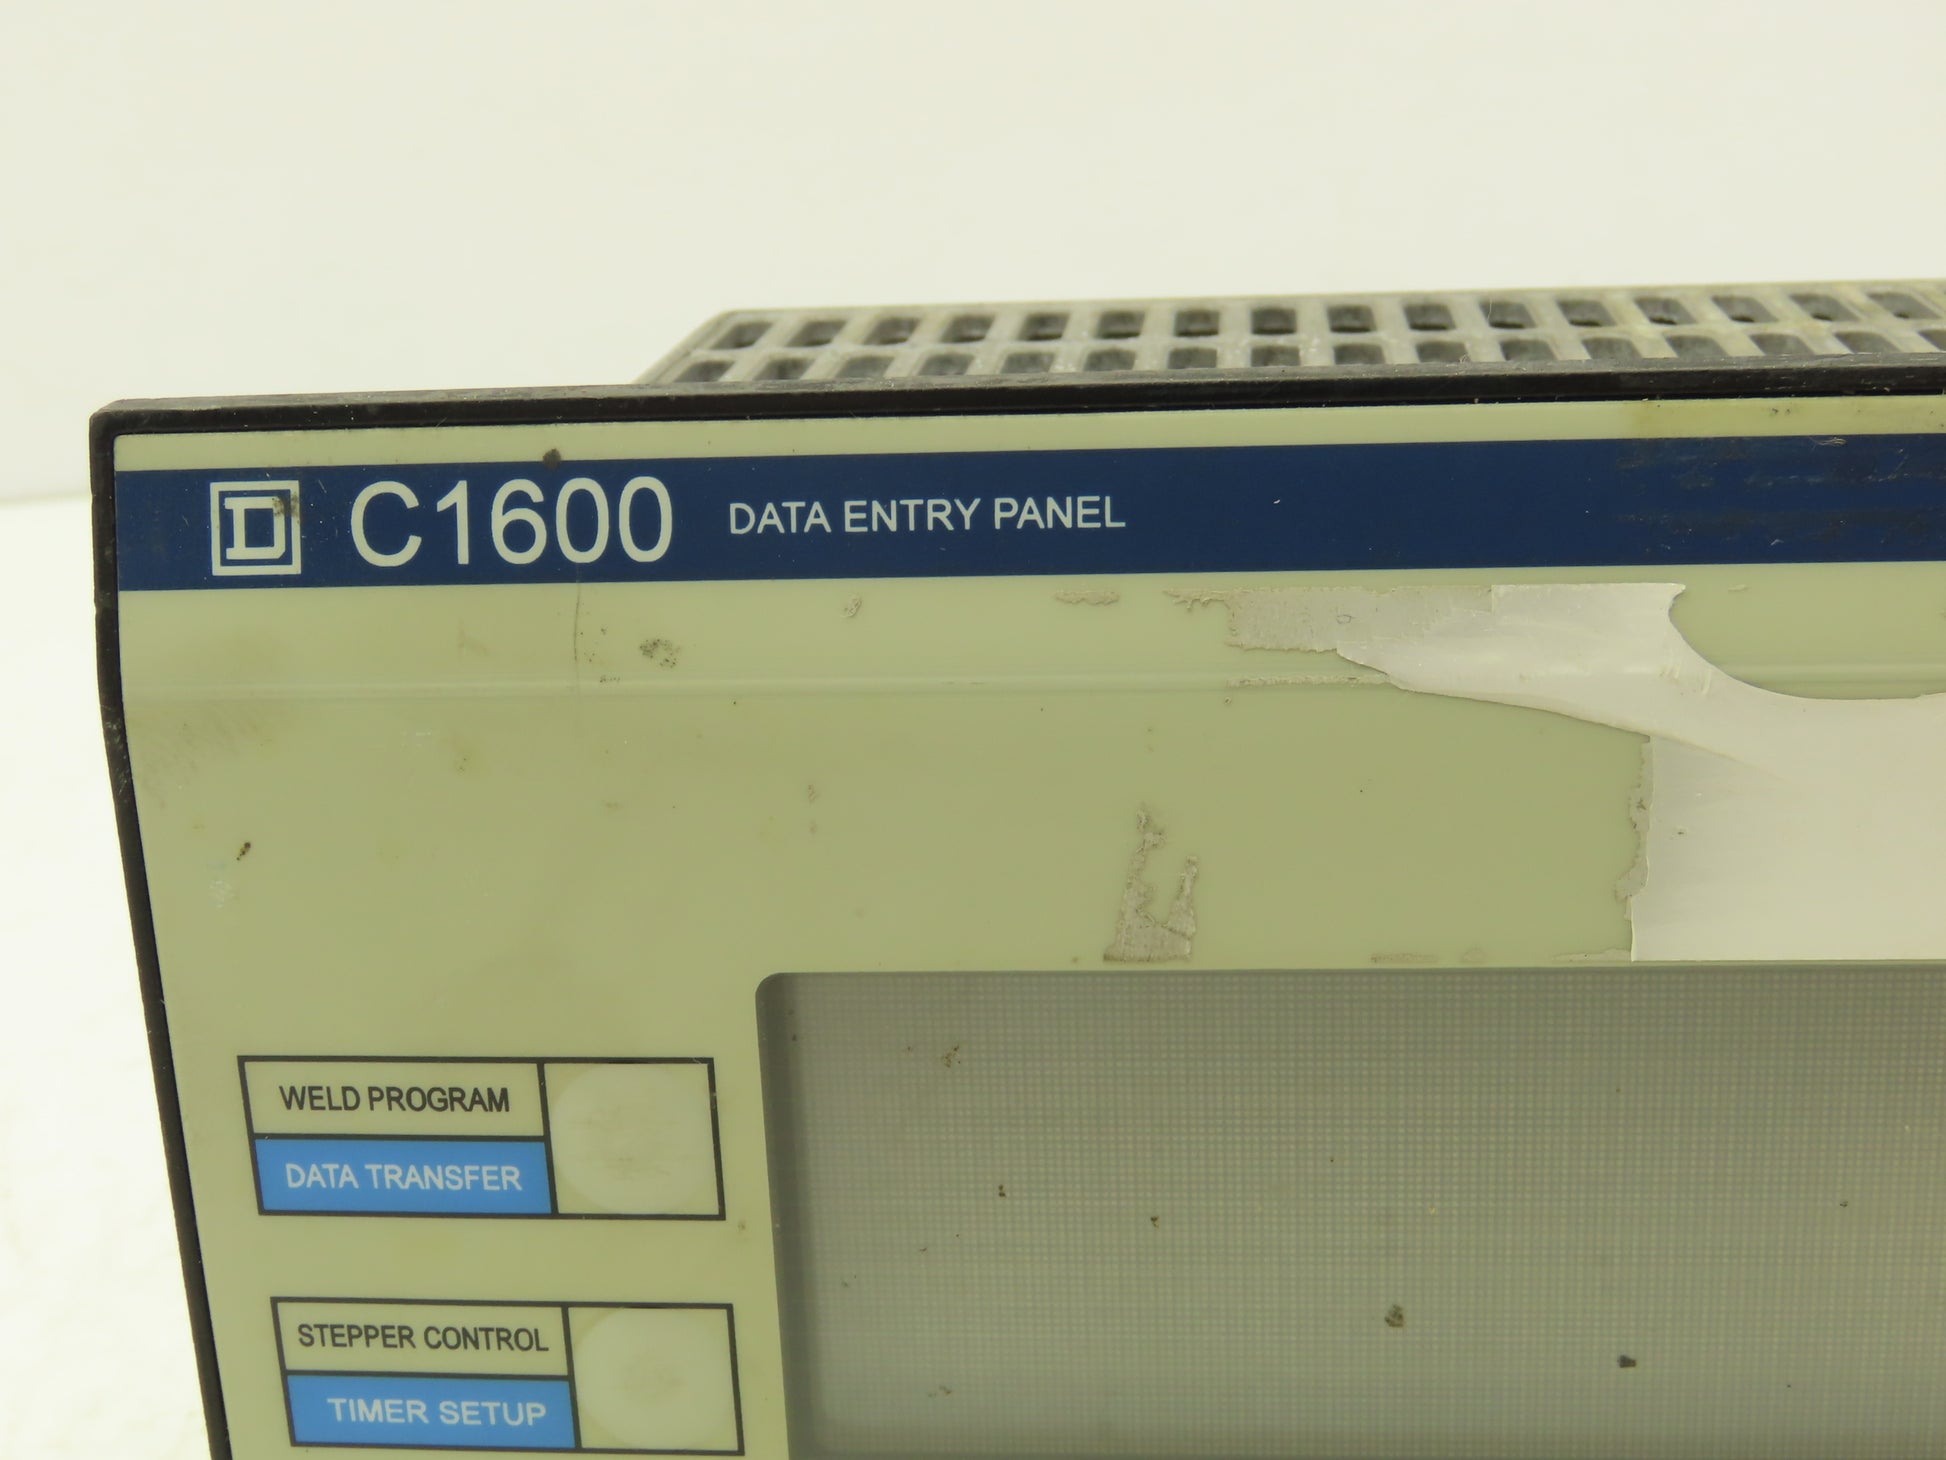 D C1600 DATA ENTRY PANEL
WELD PROGRAM
DATA TRANSFER
STEPPER CONTROL
TIMER SETUP